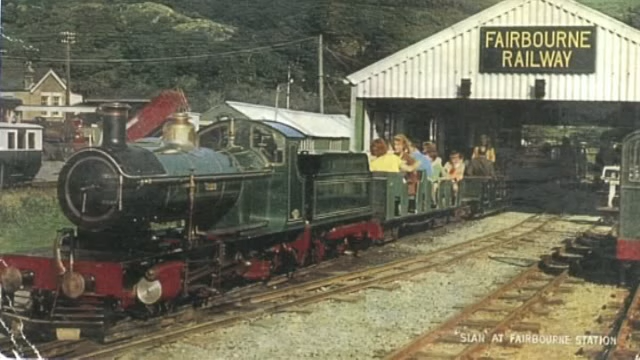 FAIRBOURNE
RAILWAY
"SIAN" AT FAIRBOURNE STATION